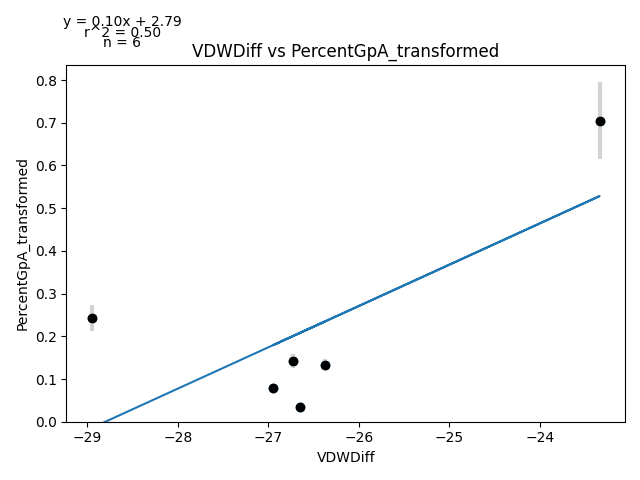 y = 0.10x + 2.79
r^2 = 0.50
n = 6
VDWDiff vs PercentGpA_transformed
PercentGpA_transformed
0.8
0.7
0.6
0.5
0.4
0.3
0.2
0.1
0.0
−29
−28
−27
−26
−25
−24
VDWDiff